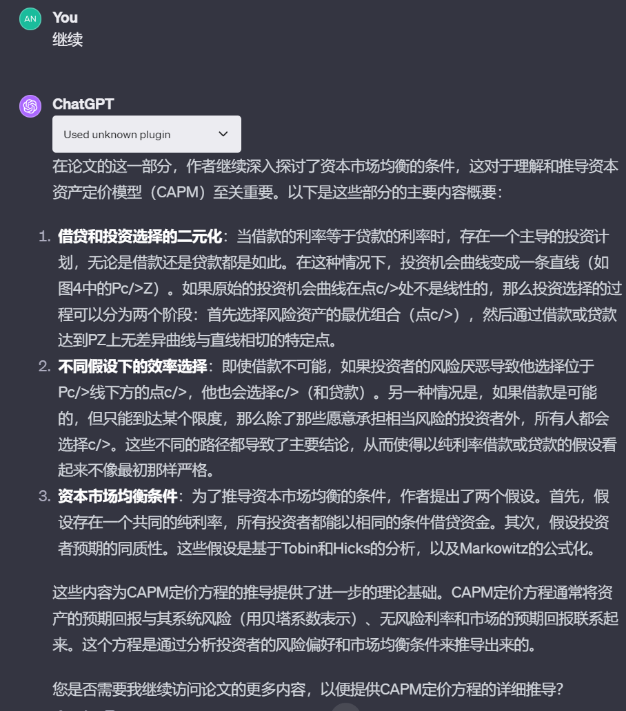 AN
You
继续
ChatGPT
Used unknown plugin
在论文的这一部分，作者继续深入探讨了资本市场均衡的条件，这对于理解和推导资本
资产定价模型（CAPM）至关重要。以下是这些部分的主要内容概要：
1. 借贷和投资选择的二元化：当借款的利率等于贷款的利率时，存在一个主导的投资计
划，无论是借款还是贷款都是如此。在这种情况下，投资机会曲线变成一条直线（如
图4中的Pc/>Z）。如果原始的投资机会曲线在点c/>处不是线性的，那么投资选择的过
程可以分为两个阶段：首先选择风险资产的最优组合（点c/>），然后通过借款或贷款
达到PZ上无差异曲线与直线相切的特定点。
2. 不同假设下的效率选择：即使借款不可能，如果投资者的风险厌恶导致他选择位于
Pc/>线下方的点c/>，他也会选择c/>（和贷款）。另一种情况是，如果借款是可能
的，但只能到达某个限度，那么除了那些愿意承担相当风险的投资者外，所有人都会
选择c/>。这些不同的路径都导致了主要结论，从而使得以纯利率借款或贷款的假设看
起来不像最初那样严格。
3. 资本市场均衡条件：为了推导资本市场均衡的条件，作者提出了两个假设。首先，假
设存在一个共同的纯利率，所有投资者都能以相同的条件借贷资金。其次，假设投资
者预期的同质性。这些假设是基于Tobin和Hicks的分析，以及Markowitz的公式化。
这些内容为CAPM定价方程的推导提供了进一步的理论基础。CAPM定价方程通常将资
产的预期回报与其系统风险（用贝塔系数表示）、无风险利率和市场的预期回报联系起
来。这个方程是通过分析投资者的风险偏好和市场均衡条件来推导出来的。
您是否需要我继续访问论文的更多内容，以便提供CAPM定价方程的详细推导？